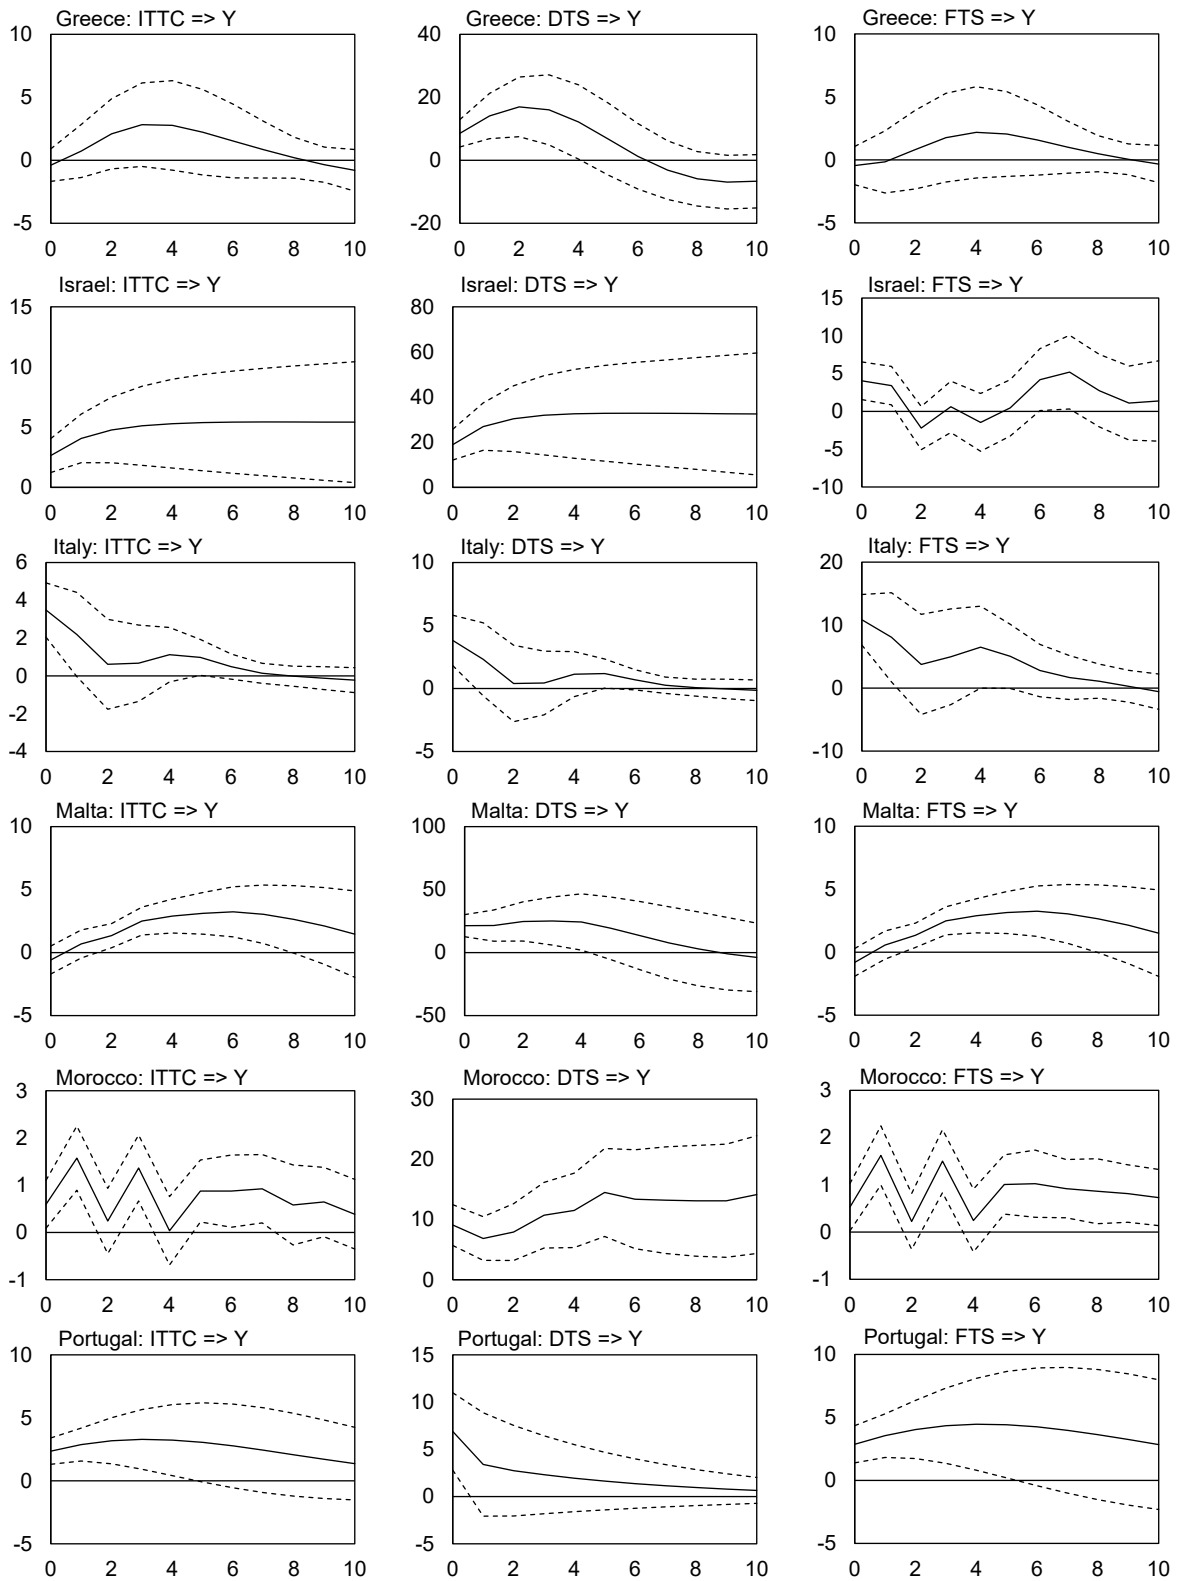 Greece: ITTC => Y
10
5
0
-5
0 2 4 6 8 10
Greece: DTS => Y
40
20
0
-20
0 2 4 6 8 10
Greece: FTS => Y
10
5
0
-5
0 2 4 6 8 10
Israel: ITTC => Y
15
10
5
0
0 2 4 6 8 10
Israel: DTS => Y
80
60
40
20
0
0 2 4 6 8 10
Israel: FTS => Y
15
10
5
0
-5
-10
0 2 4 6 8 10
Italy: ITTC => Y
6
4
2
0
-2
-4
0 2 4 6 8 10
Italy: DTS => Y
10
5
0
-5
0 2 4 6 8 10
Italy: FTS => Y
20
10
0
-10
0 2 4 6 8 10
Malta: ITTC => Y
10
5
0
-5
0 2 4 6 8 10
Malta: DTS => Y
100
50
0
-50
0 2 4 6 8 10
Malta: FTS => Y
10
5
0
-5
0 2 4 6 8 10
Morocco: ITTC => Y
3
2
1
0
-1
0 2 4 6 8 10
Morocco: DTS => Y
30
20
10
0
0 2 4 6 8 10
Morocco: FTS => Y
3
2
1
0
-1
0 2 4 6 8 10
Portugal: ITTC => Y
10
5
0
-5
0 2 4 6 8 10
Portugal: DTS => Y
15
10
5
0
-5
0 2 4 6 8 10
Portugal: FTS => Y
10
5
0
-5
0 2 4 6 8 10